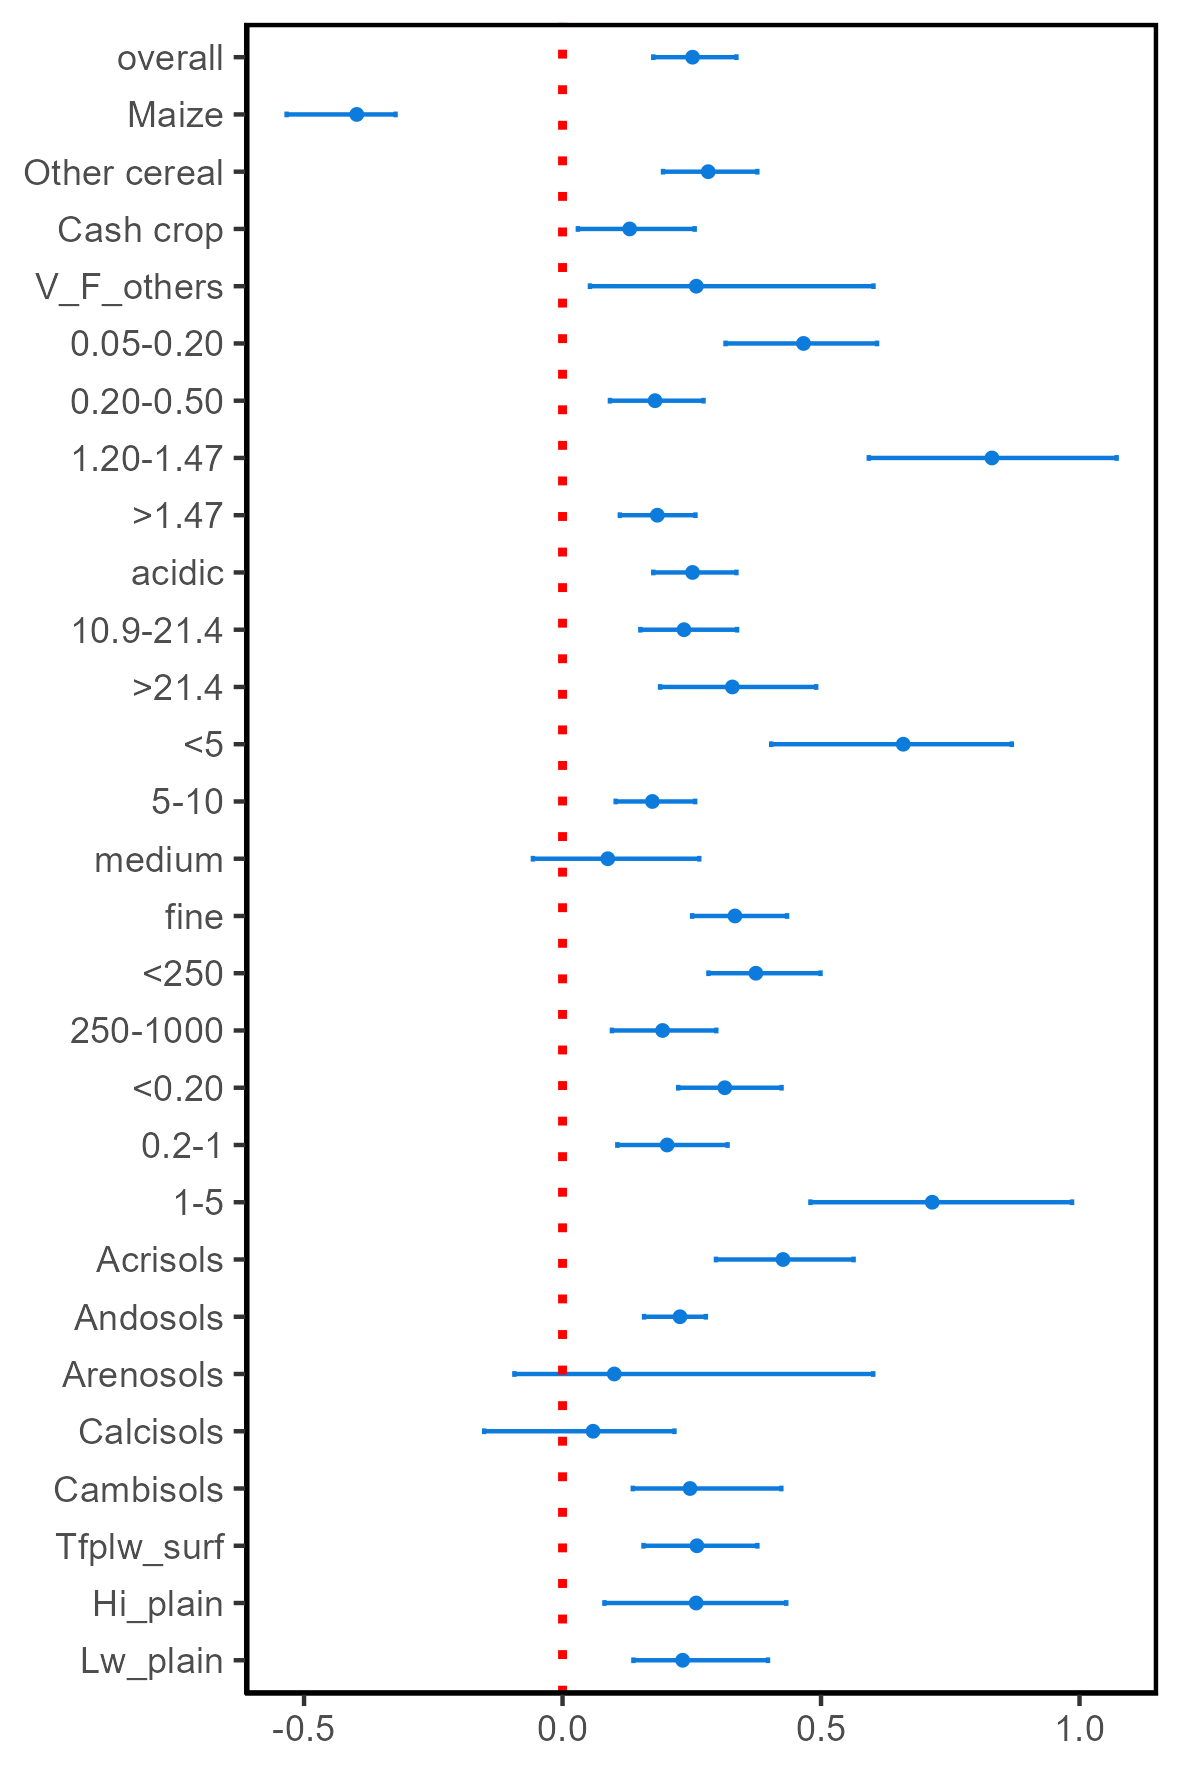 overall
Maize
Other cereal
Cash crop
V_F_others
0.05-0.20
0.20-0.50
1.20-1.47
>1.47
acidic
10.9-21.4
>21.4
<5
5-10
medium
fine
<250
250-1000
<0.20
0.2-1
1-5
Acrisols
Andosols
Arenosols
Calcisols
Cambisols
Tfplw_surf
Hi_plain
Lw_plain
-0.5 0.0 0.5 1.0